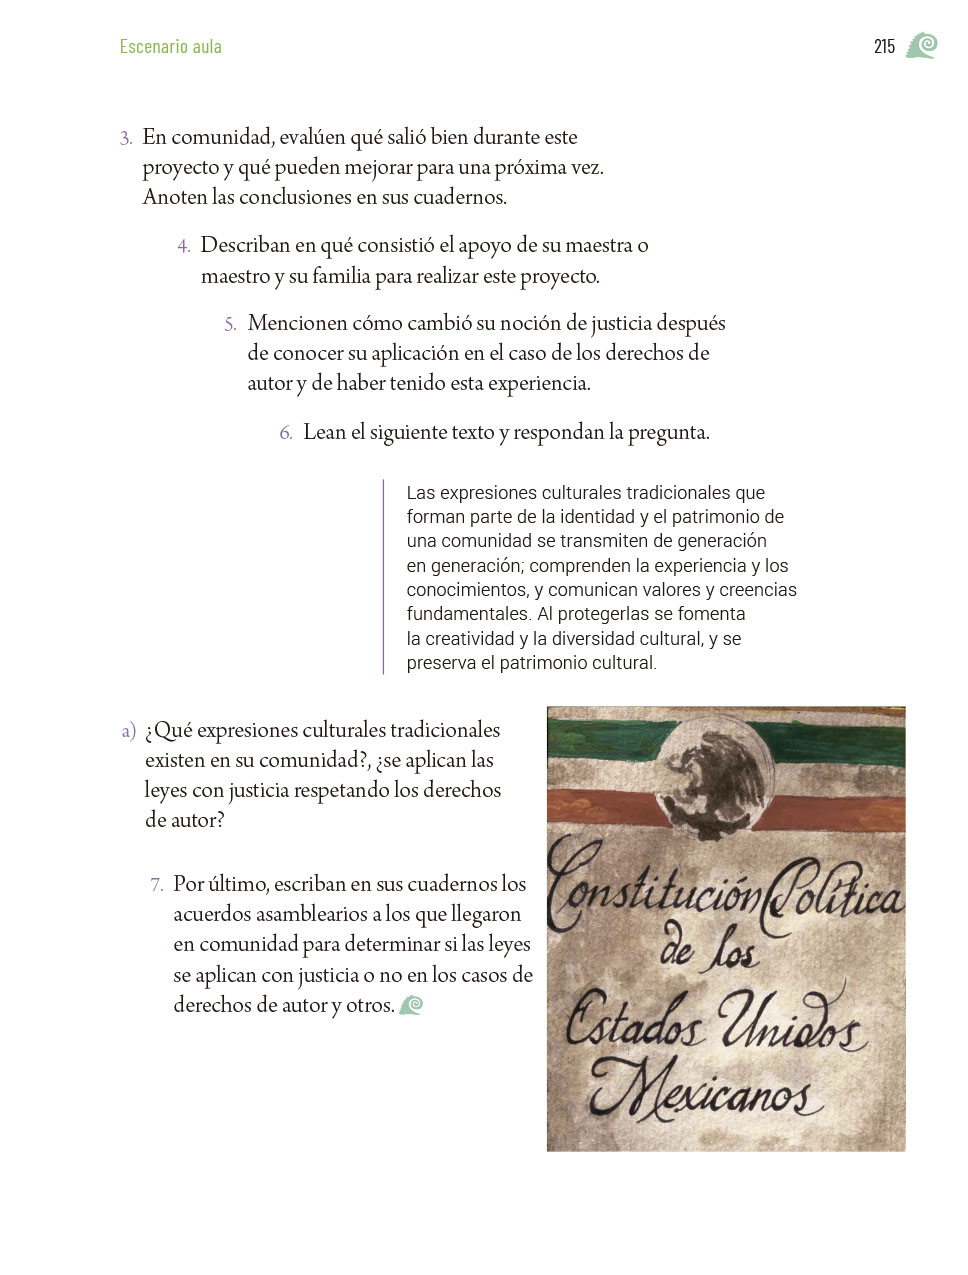 Escenario aula
215
3. En comunidad, evalúen qué salió bien durante este
proyecto y qué pueden mejorar para una próxima vez.
Anoten las conclusiones en sus cuadernos.
4. Describan en qué consistió el apoyo de su maestra o
maestro y su familia para realizar este proyecto.
5. Mencionen cómo cambió su noción de justicia después
de conocer su aplicación en el caso de los derechos de
autor y de haber tenido esta experiencia.
6. Lean el siguiente texto y respondan la pregunta.
Las expresiones culturales tradicionales que
forman parte de la identidad y el patrimonio de
una comunidad se transmiten de generación
en generación; comprenden la experiencia y los
conocimientos, y comunican valores y creencias
fundamentales. Al protegerlas se fomenta
la creatividad y la diversidad cultural, y se
preserva el patrimonio cultural.
a) ¿Qué expresiones culturales tradicionales
existen en su comunidad?, ¿se aplican las
leyes con justicia respetando los derechos
de autor?
7. Por último, escriban en sus cuadernos los
acuerdos asamblearios a los que llegaron
en comunidad para determinar si las leyes
se aplican con justicia o no en los casos de
derechos de autor y otros.
Constitución Política
de los
Estados Unidos
Mexicanos